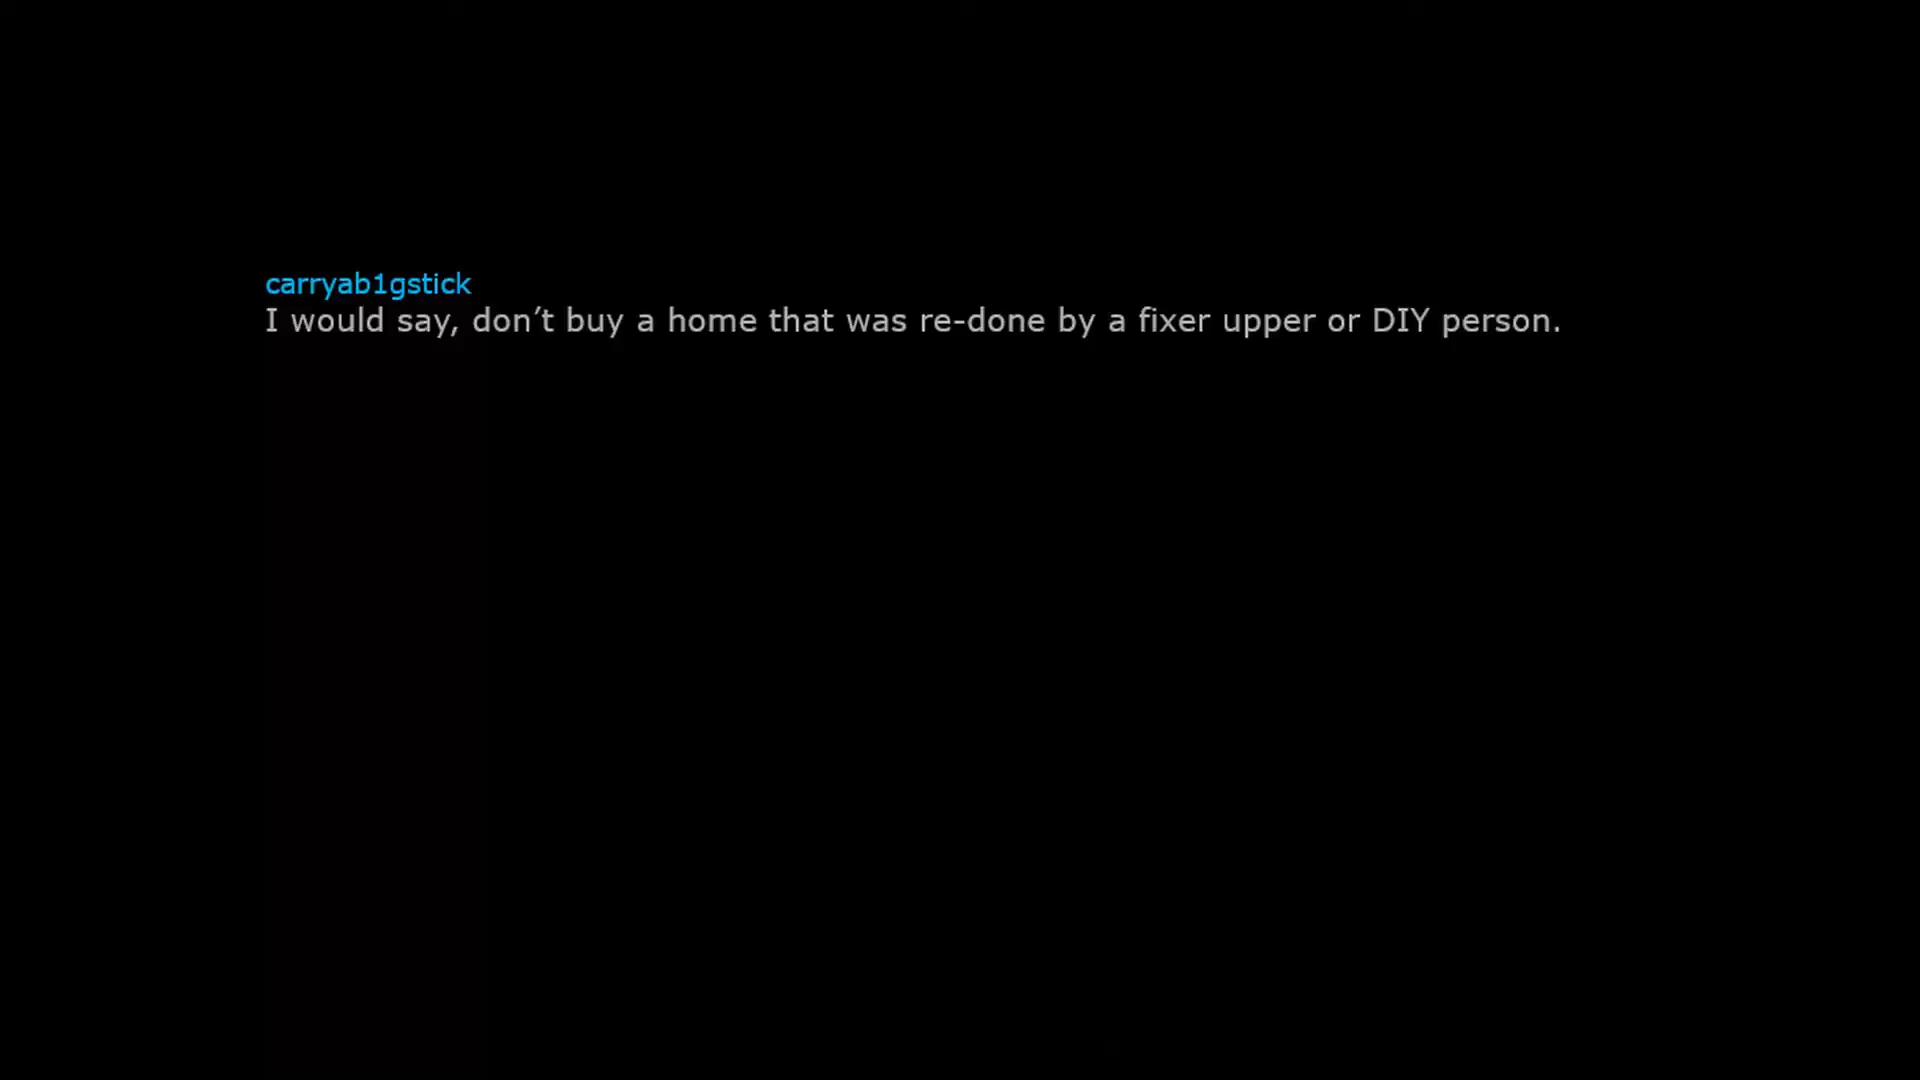 carryab1gstick
I would say, don’t buy a home that was re-done by a fixer upper or DIY person.